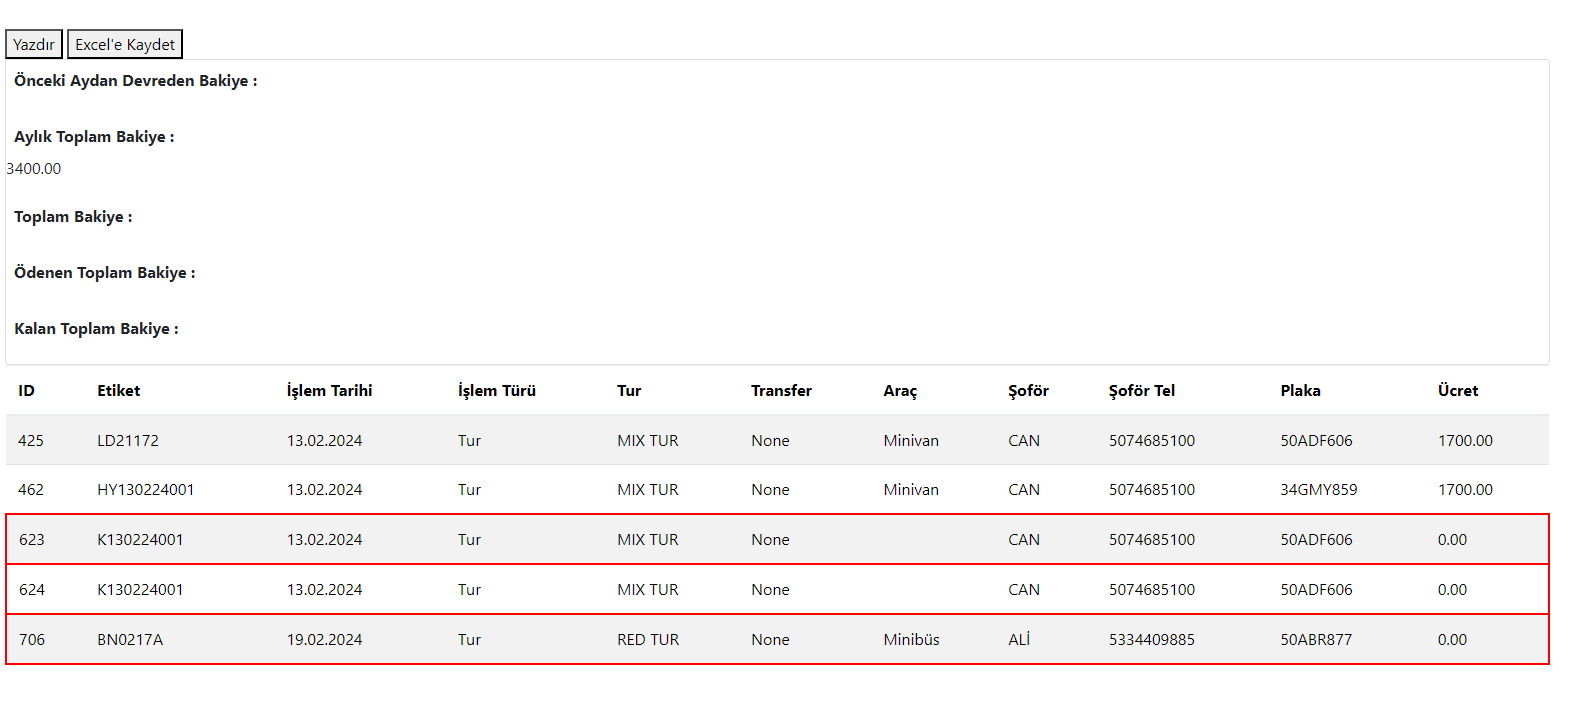 Yazdır Excel'e Kaydet
Önceki Aydan Devreden Bakiye :
Aylık Toplam Bakiye :
3400.00
Toplam Bakiye :
Ödenen Toplam Bakiye :
Kalan Toplam Bakiye :
ID Etiket İşlem Tarihi İşlem Türü Tur Transfer Araç Şoför Şoför Tel Plaka Ücret
425 LD21172 13.02.2024 Tur MIX TUR None Minivan CAN 5074685100 50ADF606 1700.00
462 HY130224001 13.02.2024 Tur MIX TUR None Minivan CAN 5074685100 34GMY859 1700.00
623 K130224001 13.02.2024 Tur MIX TUR None CAN 5074685100 50ADF606 0.00
624 K130224001 13.02.2024 Tur MIX TUR None CAN 5074685100 50ADF606 0.00
706 BN0217A 19.02.2024 Tur RED TUR None Minibüs ALİ 5334409885 50ABR877 0.00